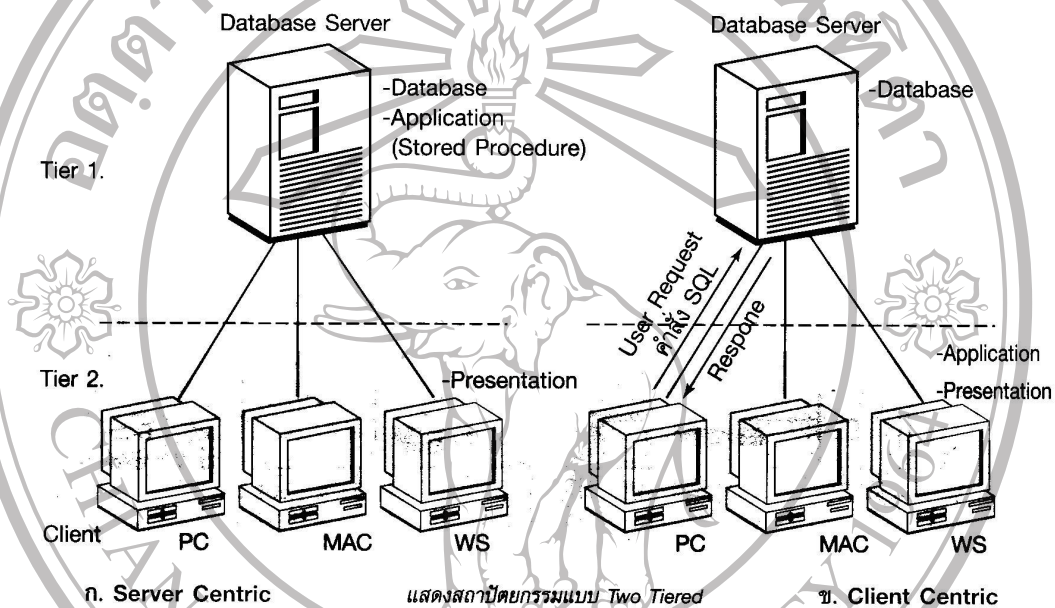 Database Server
-Database
-Application
(Stored Procedure)
Tier 1.
Tier 2.
-Presentation
Client
PC
MAC
WS
ก. Server Centric
Database Server
-Database
User Request
คำสั่ง SQL
Respone
-Application
-Presentation
PC
MAC
WS
ข. Client Centric
แสดงสถาปัตยกรรมแบบ Two Tiered